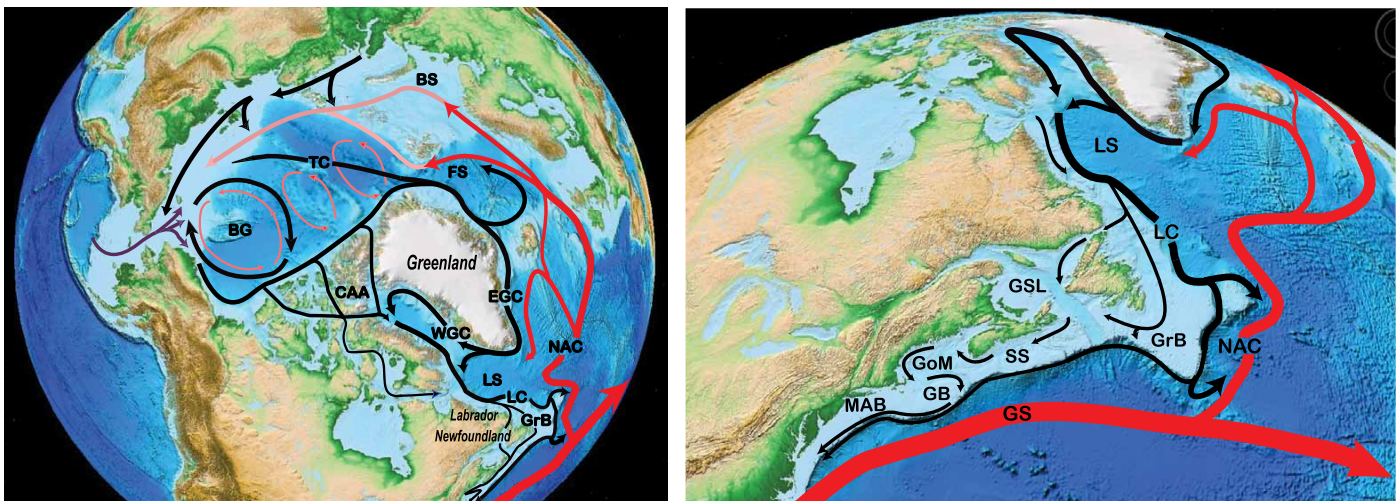 BS
TC
FS
BG
Greenland
CAA
EGC
WGC
NAC
LS
LC
Labrador
GrB
Newfoundland
LS
LC
GSL
GrB
NAC
SS
GoM
GB
MAB
GS